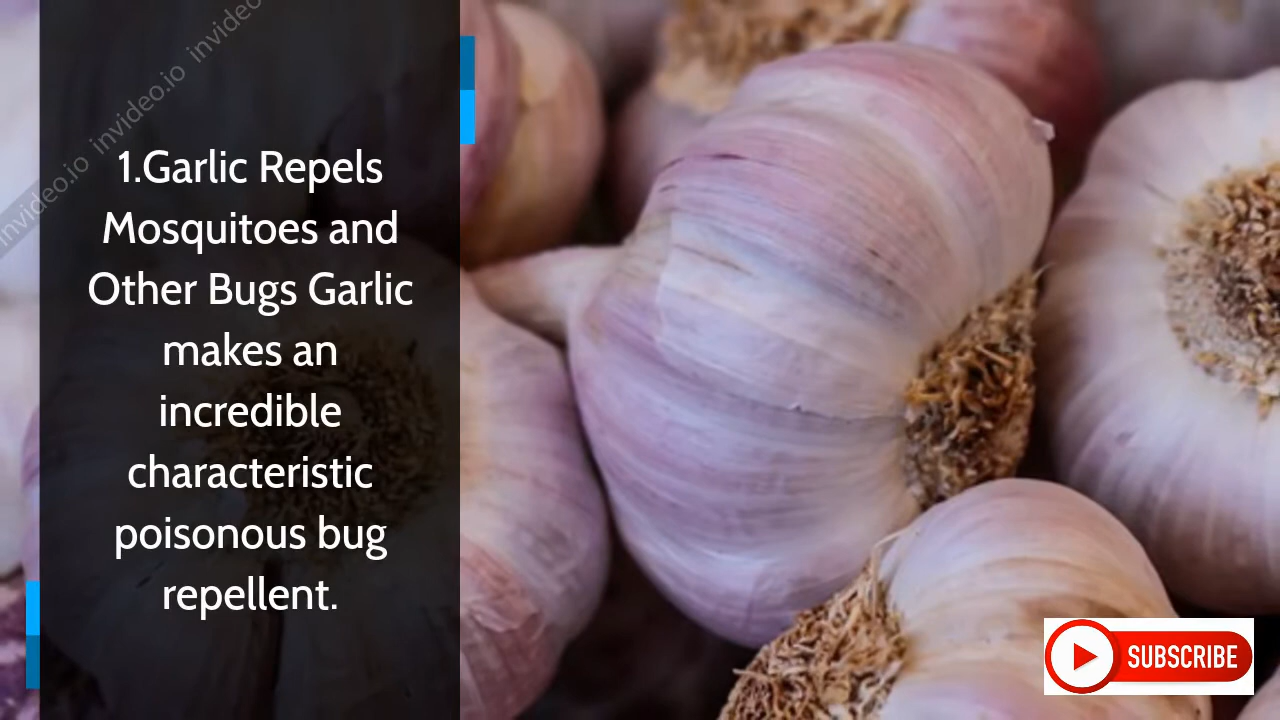 invideo.io invideo.io invideo
1.Garlic Repels
Mosquitoes and
Other Bugs Garlic
makes an
incredible
characteristic
poisonous bug
repellent.
SUBSCRIBE